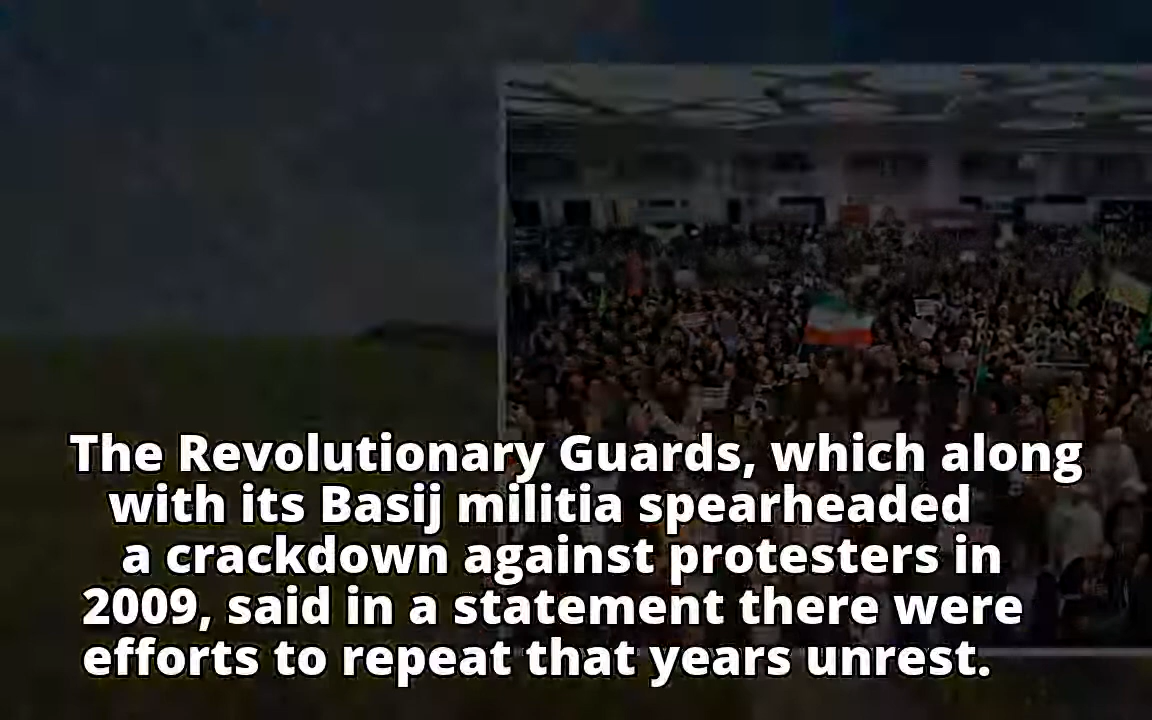 The Revolutionary Guards, which along
with its Basij militia spearheaded
a crackdown against protesters in
2009, said in a statement there were
efforts to repeat that years unrest.